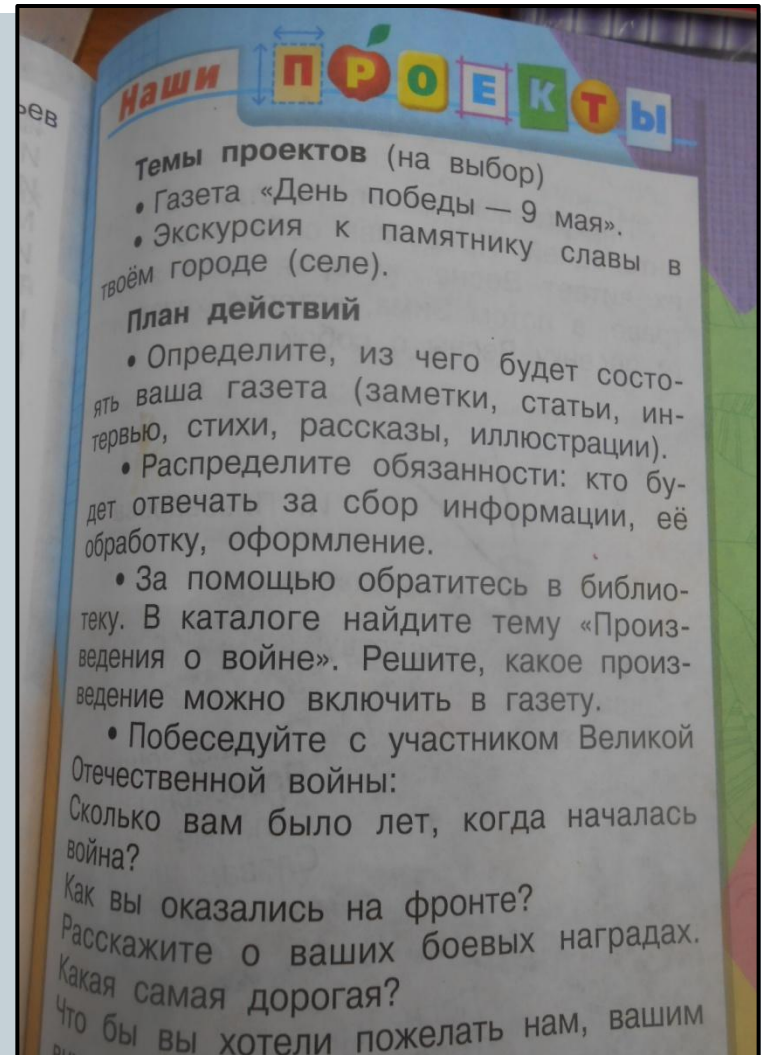 ьев
Наши ПРОЕКТЫ
Темы проектов (на выбор)
• Газета «День победы — 9 мая».
• Экскурсия к памятнику славы в
твоём городе (селе).
План действий
• Определите, из чего будет состо-
ять ваша газета (заметки, статьи, ин-
тервью, стихи, рассказы, иллюстрации).
• Распределите обязанности: кто бу-
дет отвечать за сбор информации, её
обработку, оформление.
• За помощью обратитесь в библио-
теку. В каталоге найдите тему «Произ-
ведения о войне». Решите, какое произ-
ведение можно включить в газету.
• Побеседуйте с участником Великой
Отечественной войны:
Сколько вам было лет, когда началась
война?
Как вы оказались на фронте?
Расскажите о ваших боевых наградах.
Какая самая дорогая?
Что бы вы хотели пожелать нам, вашим